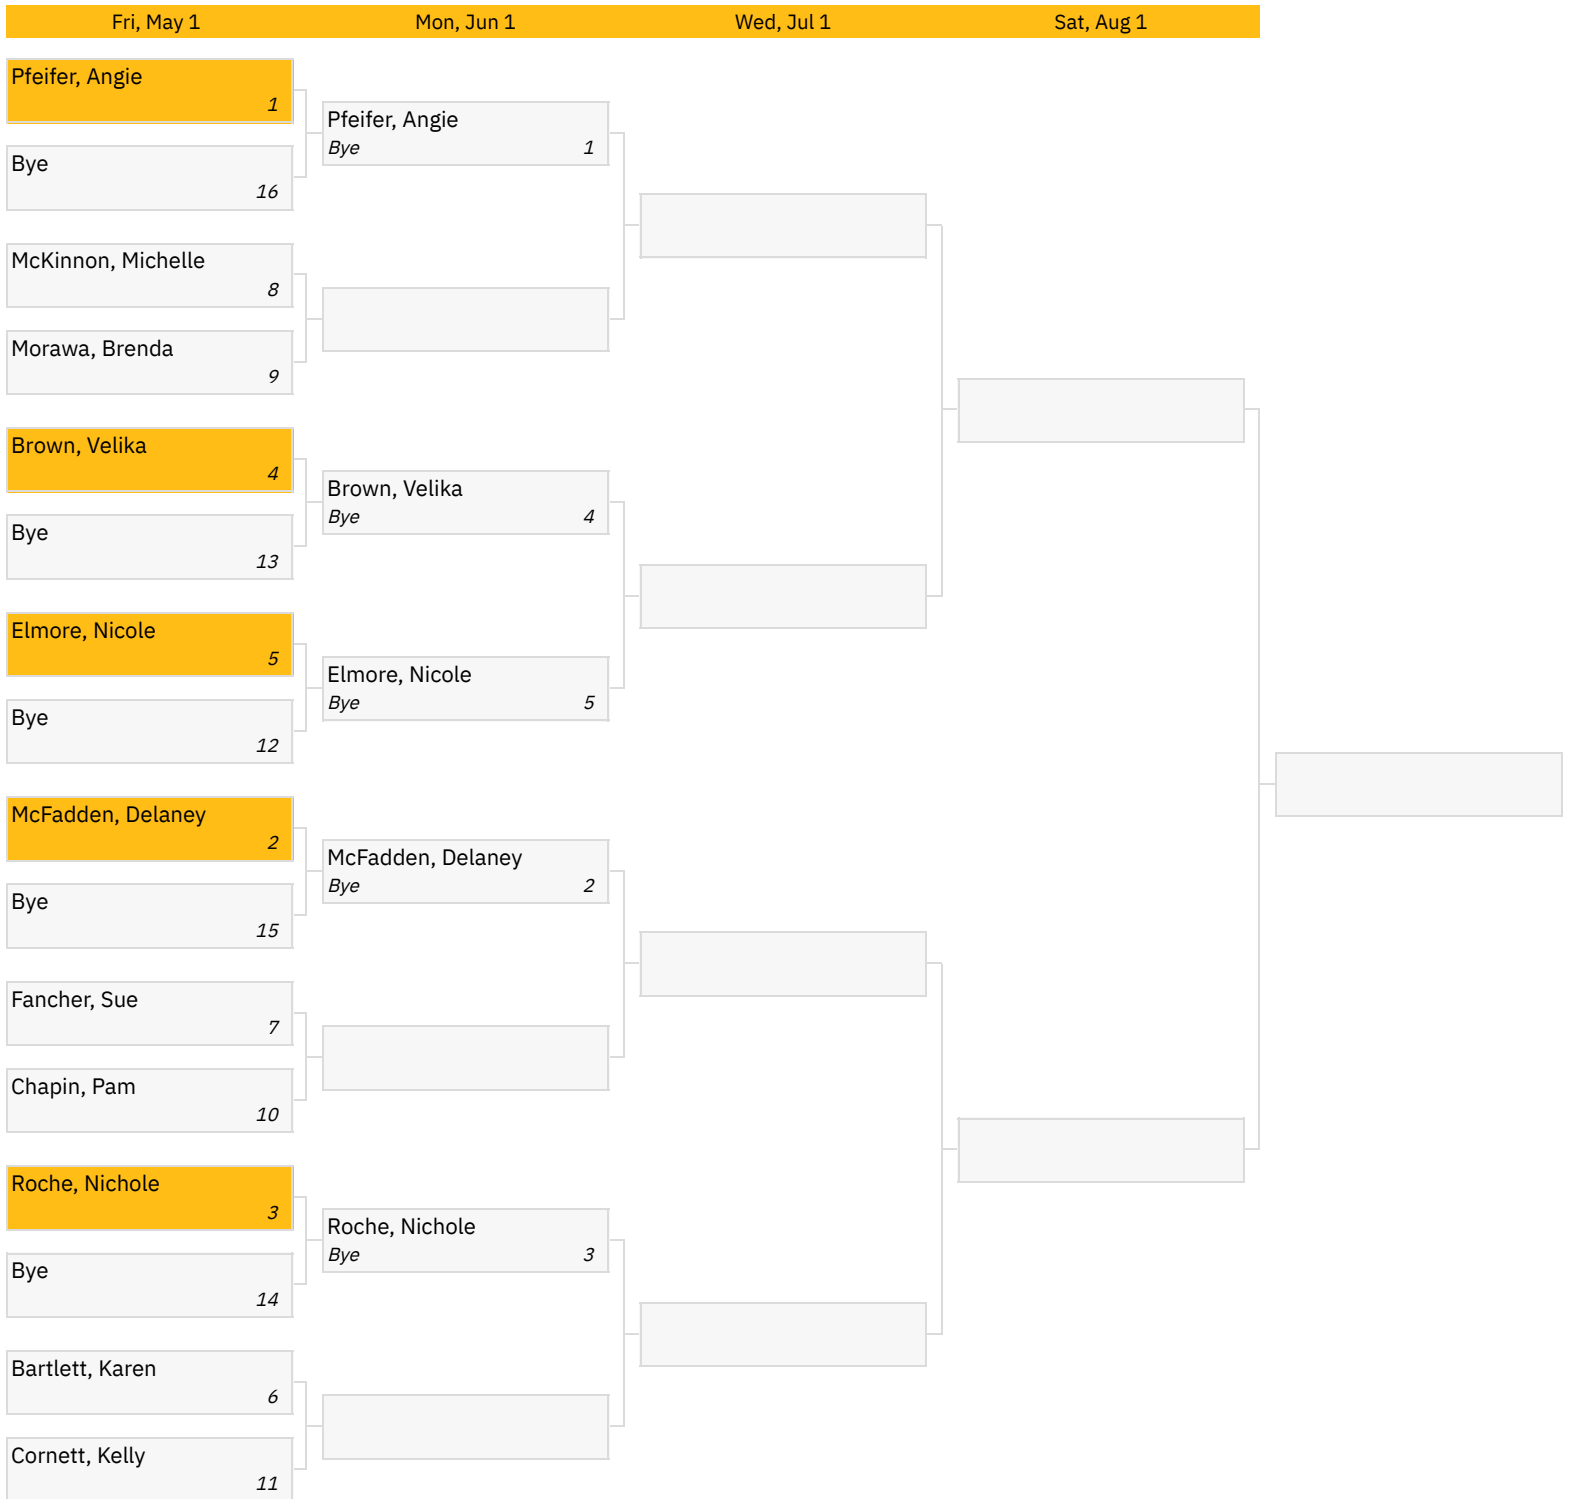 Fri, May 1
Mon, Jun 1
Wed, Jul 1
Sat, Aug 1
Pfeifer, Angie
1
Bye
16
McKinnon, Michelle
8
Morawa, Brenda
9
Brown, Velika
4
Bye
13
Elmore, Nicole
5
Bye
12
McFadden, Delaney
2
Bye
15
Fancher, Sue
7
Chapin, Pam
10
Roche, Nichole
3
Bye
14
Bartlett, Karen
6
Cornett, Kelly
11
Pfeifer, Angie
Bye 1
Brown, Velika
Bye 4
Elmore, Nicole
Bye 5
McFadden, Delaney
Bye 2
Roche, Nichole
Bye 3